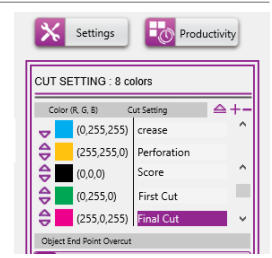 Settings Productivity
CUT SETTING : 8 colors
Color (R, G, B) Cut Setting
(0,255,255) crease
(255,255,0) Perforation
(0,0,0) Score
(0,255,0) First Cut
(255,0,255) Final Cut
Object End Point Overcut